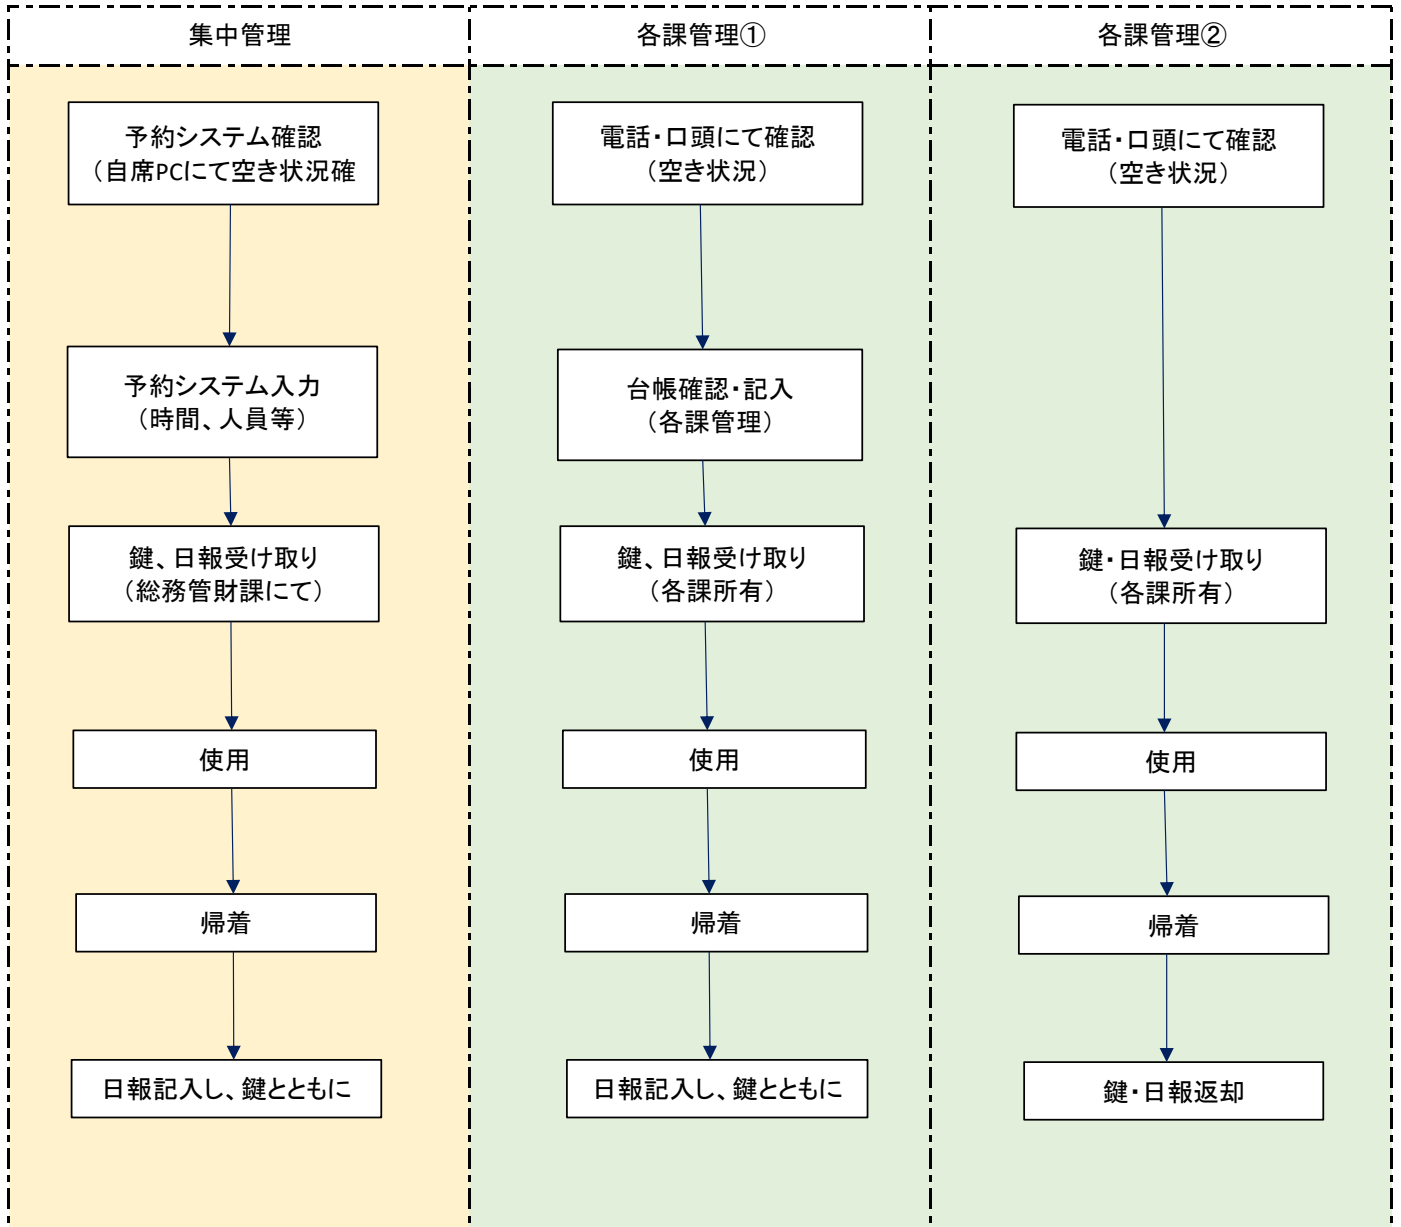 集中管理
各課管理①
各課管理②
予約システム確認
（自席PCにて空き状況確
予約システム入力
（時間、人員等）
鍵、日報受け取り
（総務管財課にて）
使用
帰着
日報記入し、鍵とともに
電話・口頭にて確認
（空き状況）
台帳確認・記入
（各課管理）
鍵、日報受け取り
（各課所有）
使用
帰着
日報記入し、鍵とともに
電話・口頭にて確認
（空き状況）
鍵・日報受け取り
（各課所有）
使用
帰着
鍵・日報返却